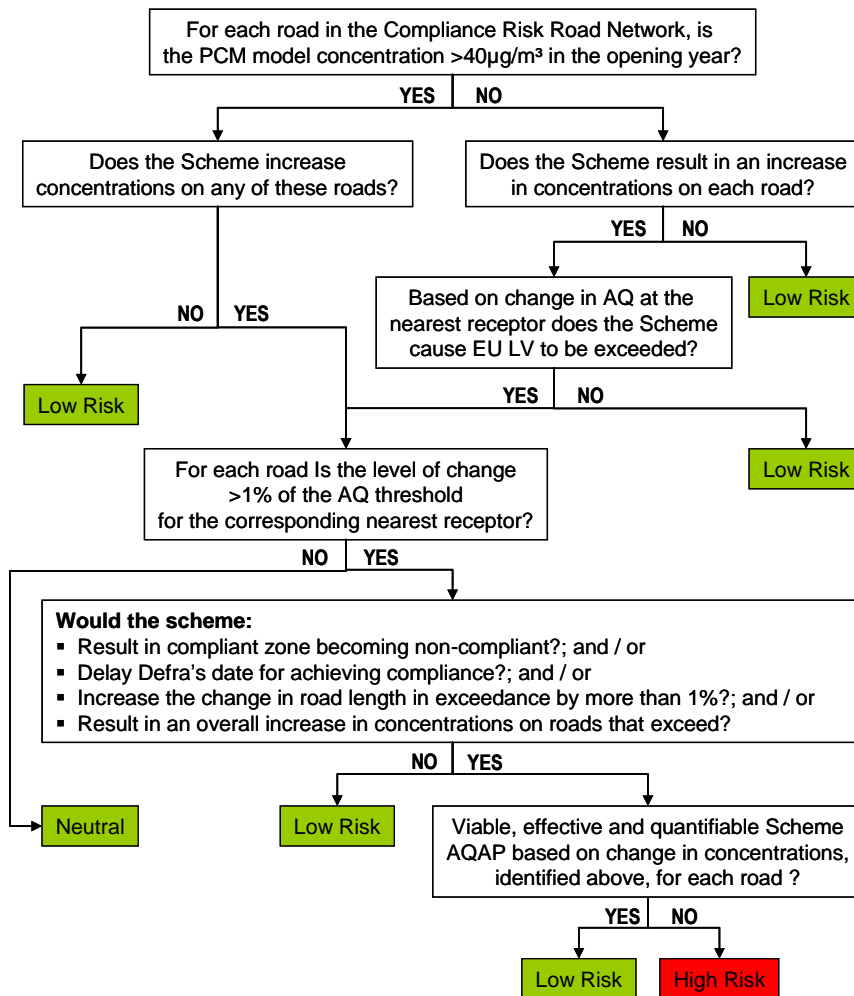 For each road in the Compliance Risk Road Network, is
the PCM model concentration >40µg/m³ in the opening year?
YES
NO
Does the Scheme increase
concentrations on any of these roads?
Does the Scheme result in an increase
in concentrations on each road?
YES
NO
Based on change in AQ at the
nearest receptor does the Scheme
cause EU LV to be exceeded?
Low Risk
NO
YES
Low Risk
YES
NO
Low Risk
For each road Is the level of change
>1% of the AQ threshold
for the corresponding nearest receptor?
NO
YES
Would the scheme:
▪ Result in compliant zone becoming non-compliant?; and / or
▪ Delay Defra's date for achieving compliance?; and / or
▪ Increase the change in road length in exceedance by more than 1%?; and / or
▪ Result in an overall increase in concentrations on roads that exceed?
NO
YES
Neutral
Low Risk
Viable, effective and quantifiable Scheme
AQAP based on change in concentrations,
identified above, for each road ?
YES
NO
Low Risk
High Risk